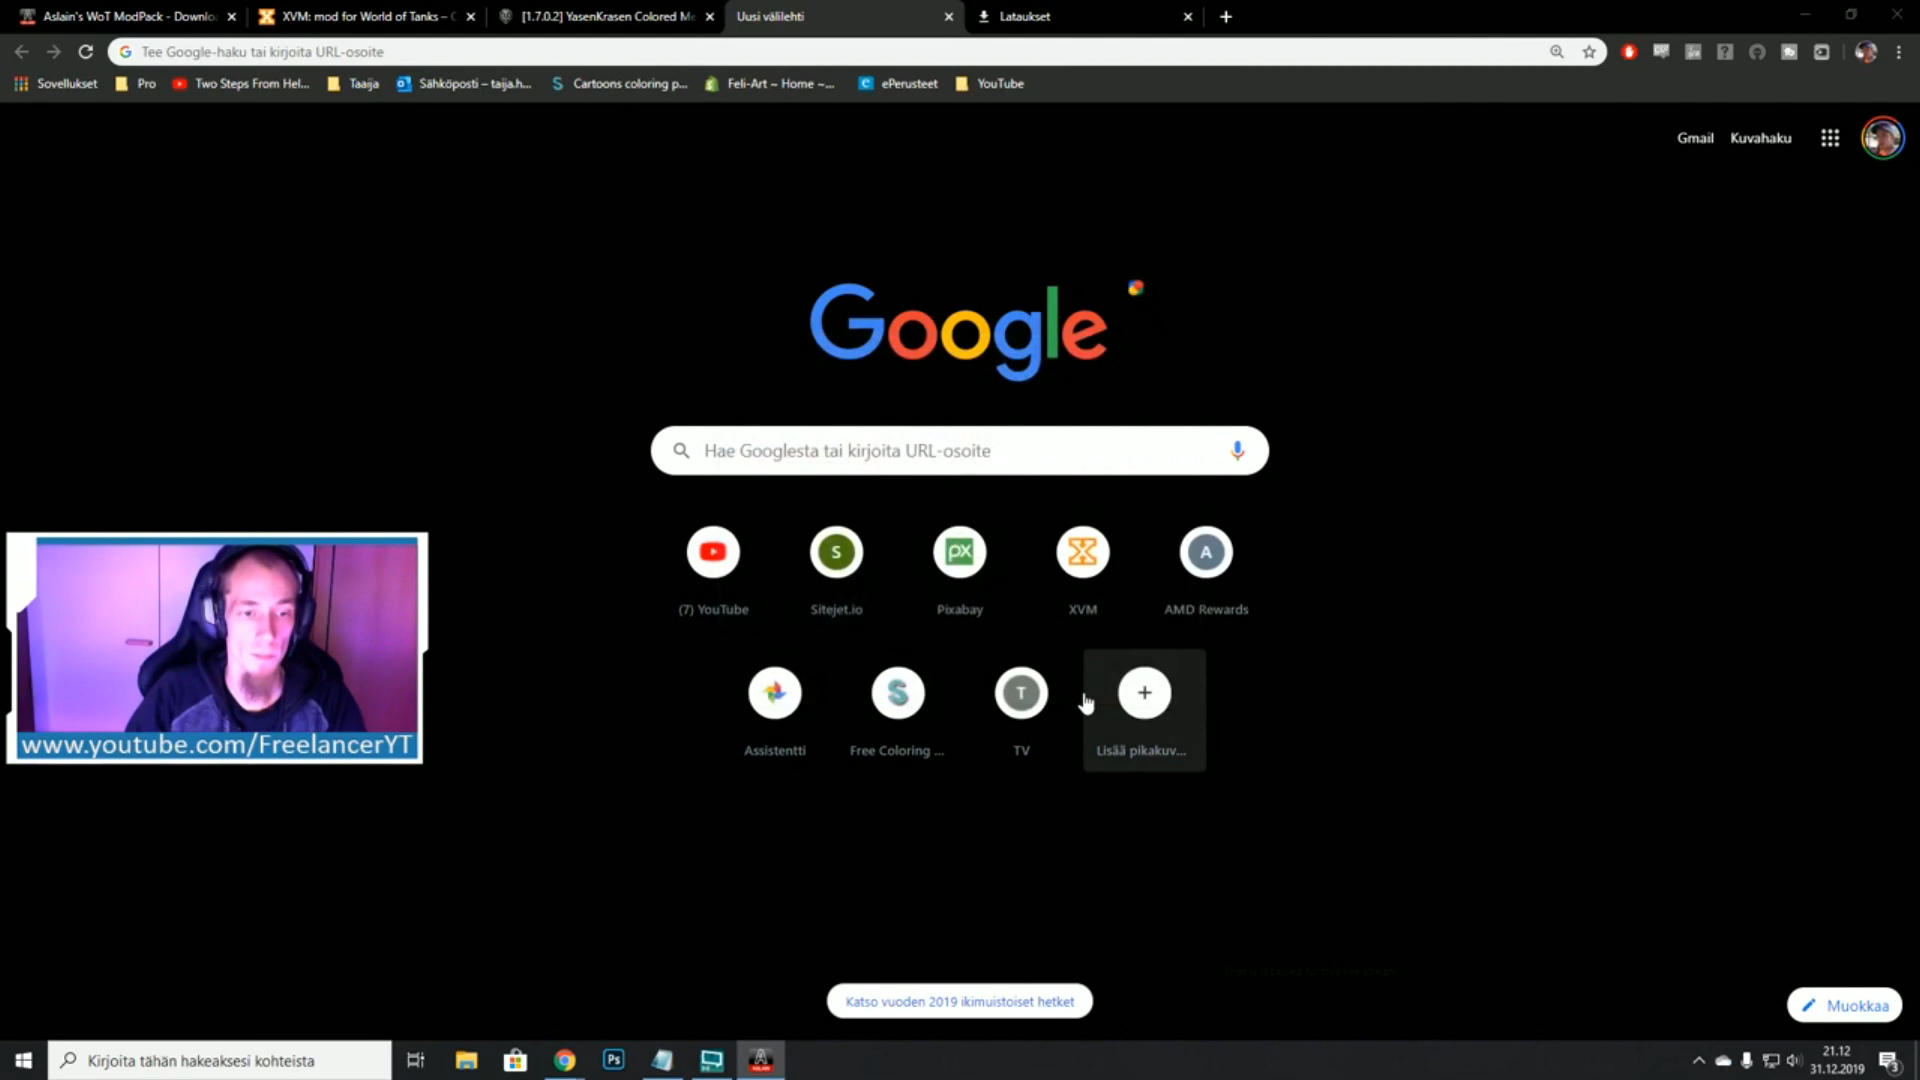 Aslain's WoT ModPack - Downlo
XVM: mod for World of Tanks –
[1.7.0.2] YasenKrasen Colored Me
Uusi välilehti
Lataukset
Tee Google-haku tai kirjoita URL-osoite
Sovellukset
Pro
Two Steps From Hel...
Taaija
Sähköposti – taija.h...
Cartoons coloring p...
Feli-Art ~ Home ~...
ePerusteet
YouTube
Gmail
Kuvahaku
Google
Hae Googlesta tai kirjoita URL-osoite
(7) YouTube
Sitejet.io
Pixabay
XVM
AMD Rewards
Assistentti
Free Coloring ...
TV
Lisää pikakuv...
www.youtube.com/FreelancerYT
Katso vuoden 2019 ikimuistoiset hetket
Muokkaa
Kirjoita tähän hakeaksesi kohteista
21.12
31.12.2019